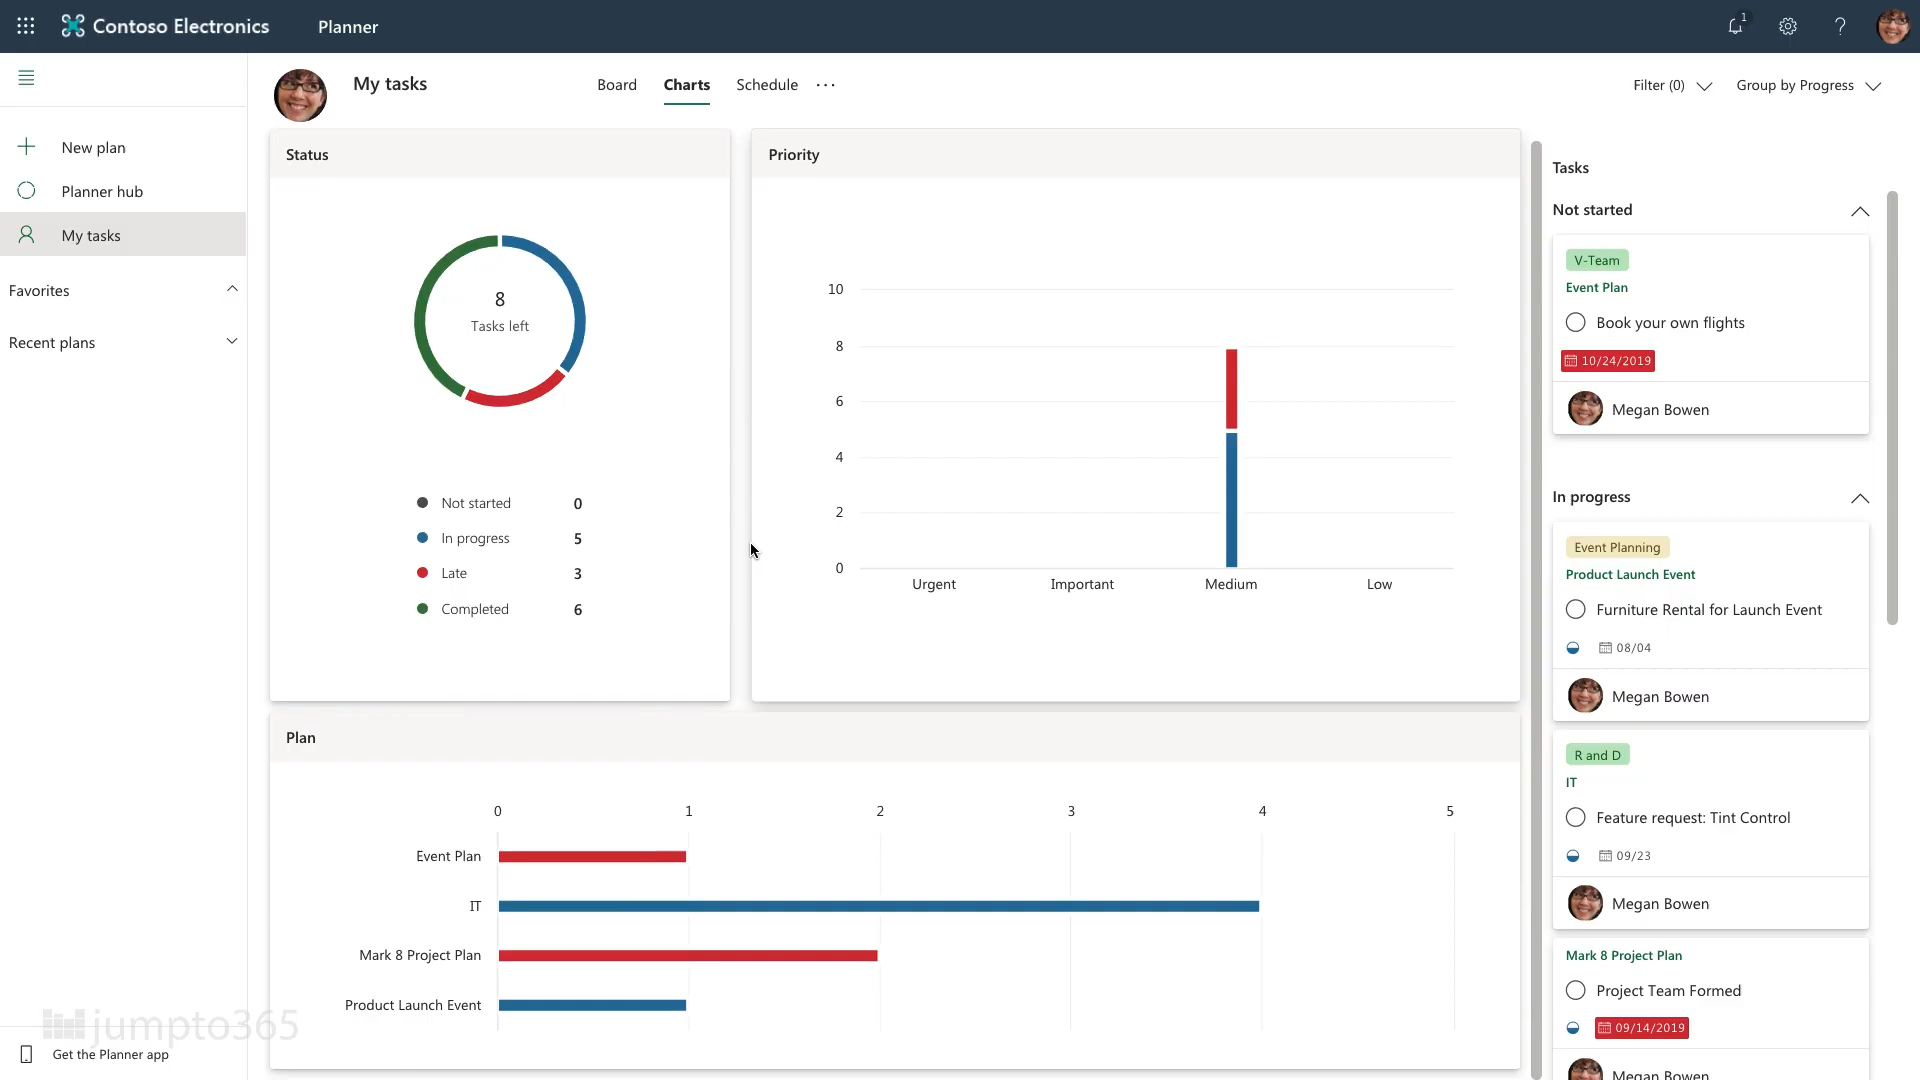 Contoso Electronics
Planner
1
?
My tasks
Board
Charts
Schedule
Filter (0)
Group by Progress
New plan
Planner hub
My tasks
Favorites
Recent plans
Status
8
Tasks left
Not started 0
In progress 5
Late 3
Completed 6
Priority
10
8
6
4
2
0
Urgent
Important
Medium
Low
Plan
0 1 2 3 4 5
Event Plan
IT
Mark 8 Project Plan
Product Launch Event
Tasks
Not started
V-Team
Event Plan
Book your own flights
10/24/2019
Megan Bowen
In progress
Event Planning
Product Launch Event
Furniture Rental for Launch Event
08/04
Megan Bowen
R and D
IT
Feature request: Tint Control
09/23
Megan Bowen
Mark 8 Project Plan
Project Team Formed
09/14/2019
Megan Bowen
jumpto365
Get the Planner app